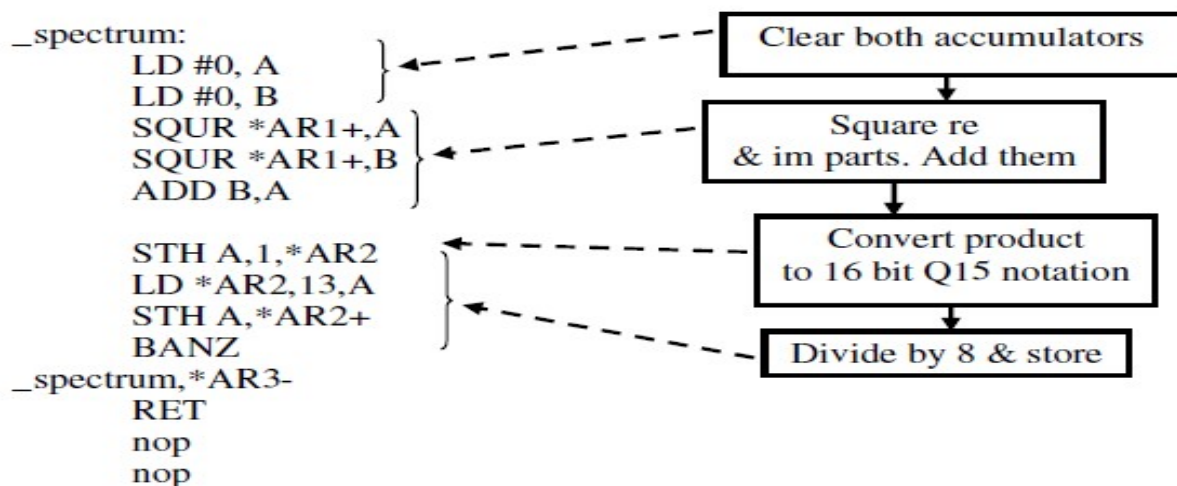 _spectrum:
LD #0, A
LD #0, B
SQUR *AR1+,A
SQUR *AR1+,B
ADD B,A
STH A,1,*AR2
LD *AR2,13,A
STH A,*AR2+
BANZ
_spectrum,*AR3-
RET
nop
nop
Clear both accumulators
Square re
& im parts. Add them
Convert product
to 16 bit Q15 notation
Divide by 8 & store